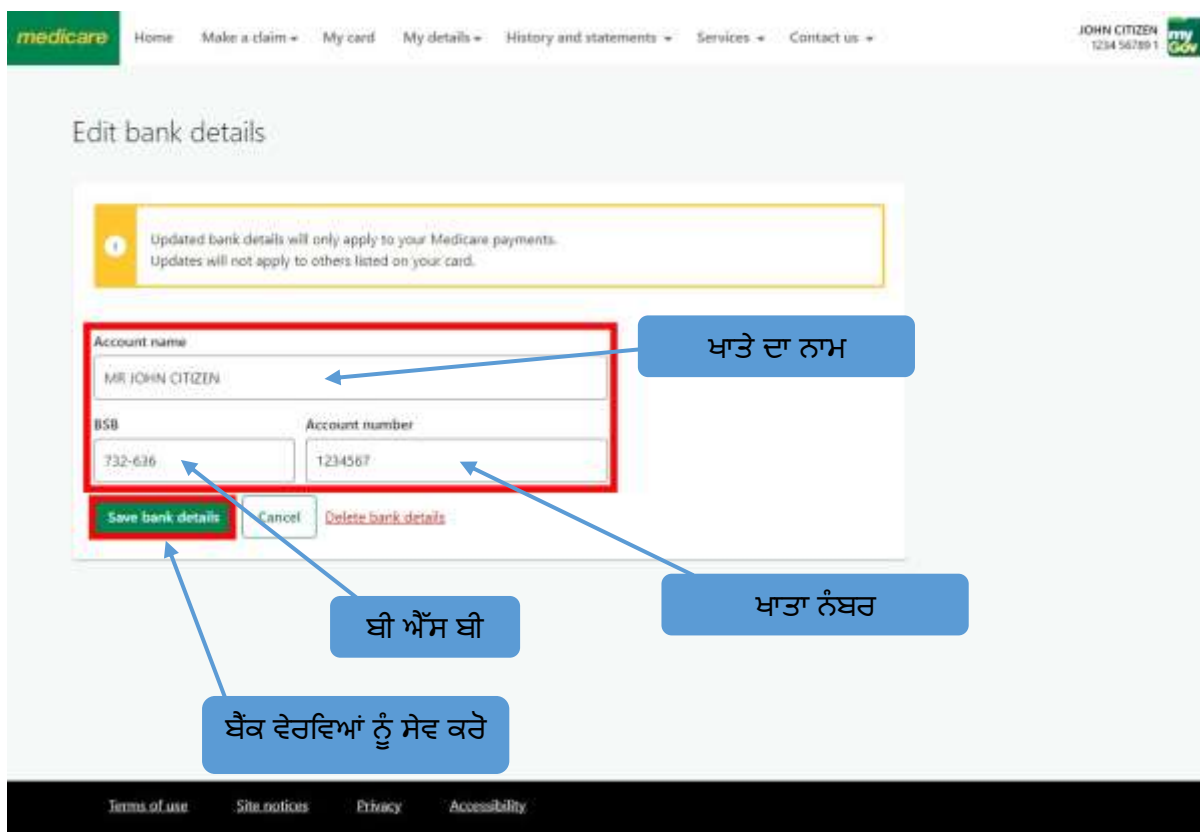 medicare
Home Make a claim My card My details History and statements Services Contact us
JOHN CITIZEN
1234 56789 1
my
Gov
Edit bank details
Updated bank details will only apply to your Medicare payments.
Updates will not apply to others listed on your card.
Account name
MR JOHN CITIZEN
ਖਾਤੇ ਦਾ ਨਾਮ
BSB Account number
732-636 1234567
Save bank details Cancel Delete bank details
ਖਾਤਾ ਨੰਬਰ
ਬੀ ਐੱਸ ਬੀ
ਬੈਂਕ ਵੇਰਵਿਆਂ ਨੂੰ ਸੇਵ ਕਰੋ
Terms of use Site notices Privacy Accessibility